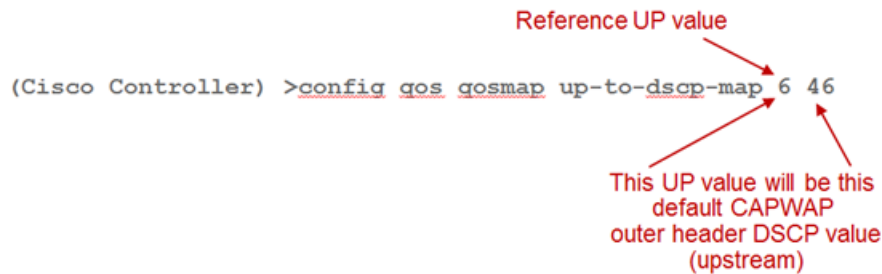 Reference UP value
(Cisco Controller) >config qos qosmap up-to-dscp-map 6 46
This UP value will be this
default CAPWAP
outer header DSCP value
(upstream)